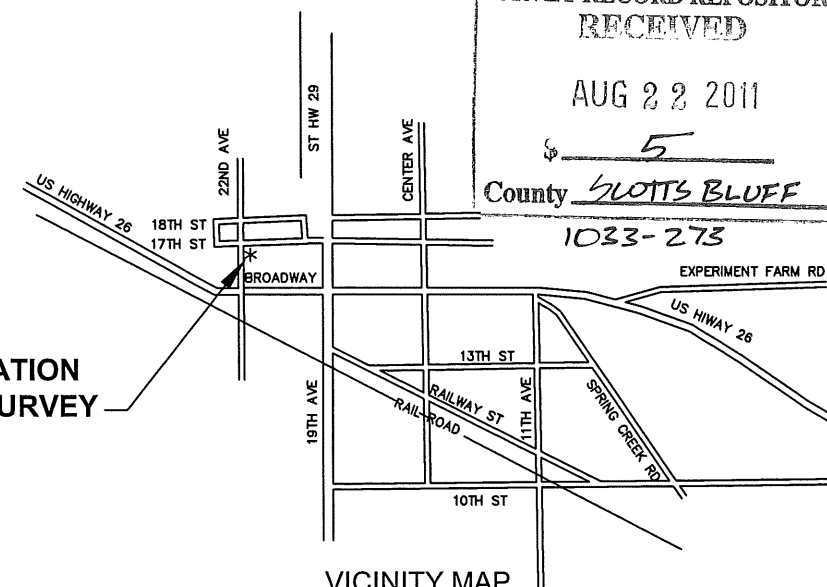 RECEIVED
AUG 22 2011
$ 5
County SCOTTS BLUFF
1033-273
ST HW 29
22ND AVE
CENTER AVE
US HIGHWAY 26
18TH ST
17TH ST
BROADWAY
EXPERIMENT FARM RD
US HIWAY 26
13TH ST
RAILWAY ST
RAIL ROAD
19TH AVE
11TH AVE
SPRING CREEK RD
10TH ST
SURVEY
VICINITY MAP